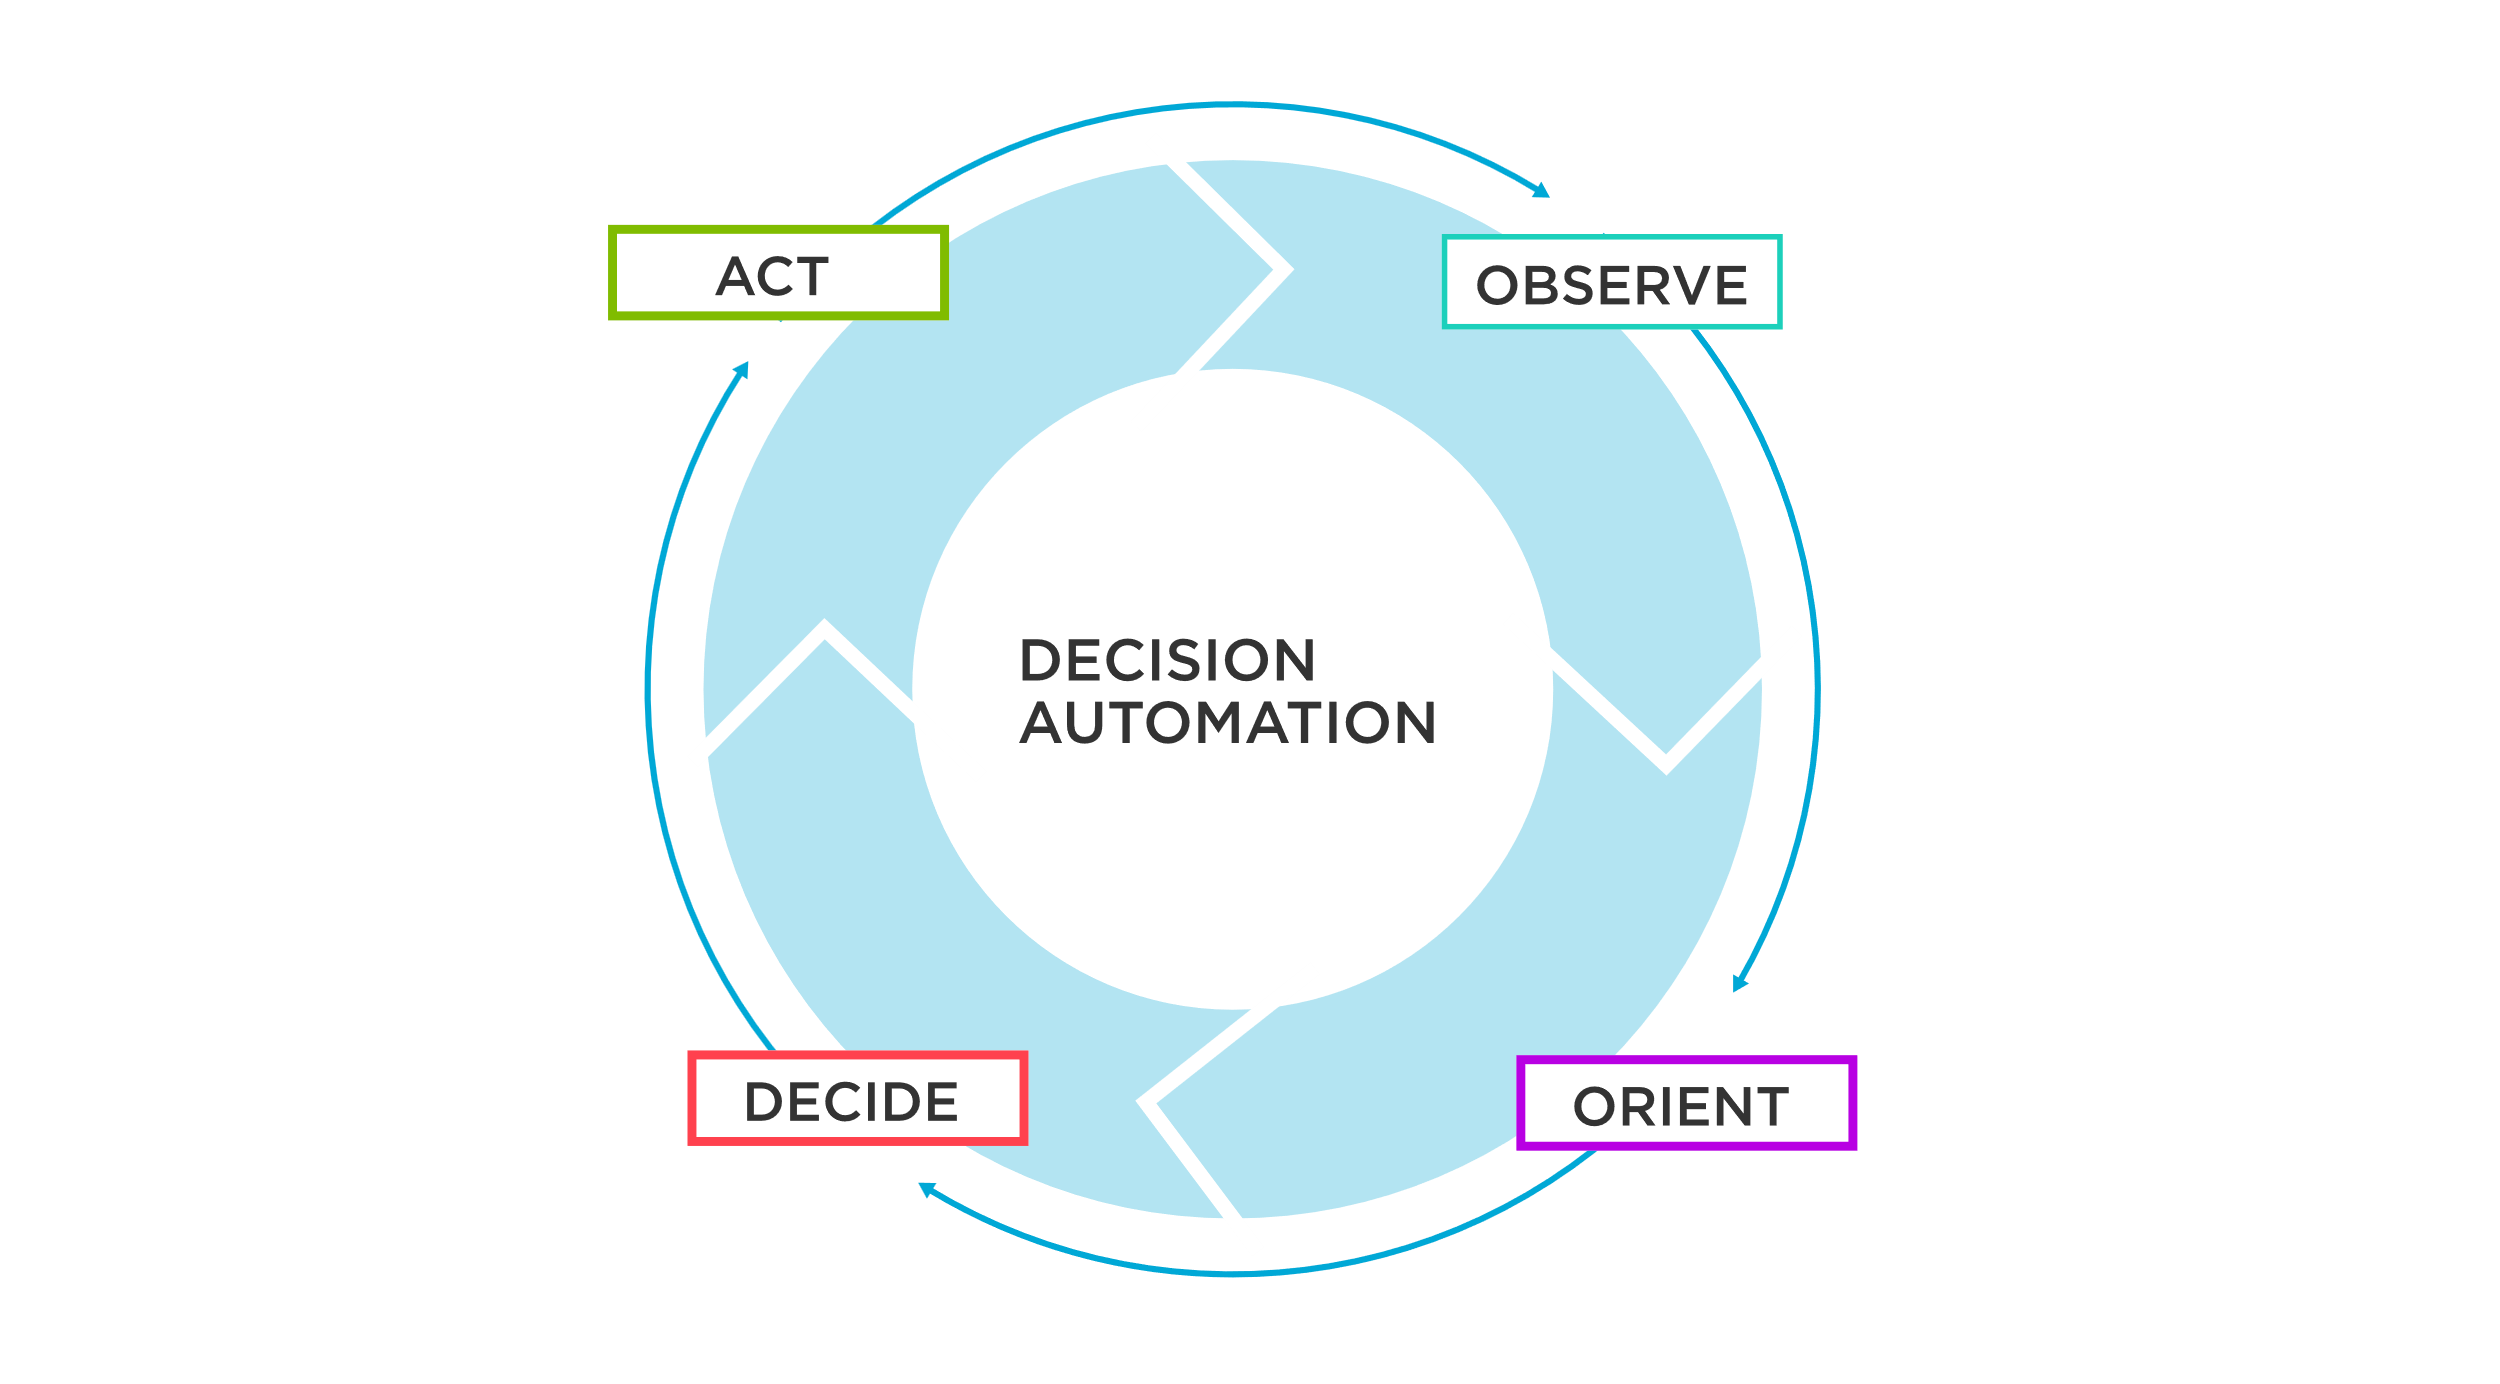 ACT
OBSERVE
DECISION
AUTOMATION
DECIDE
ORIENT